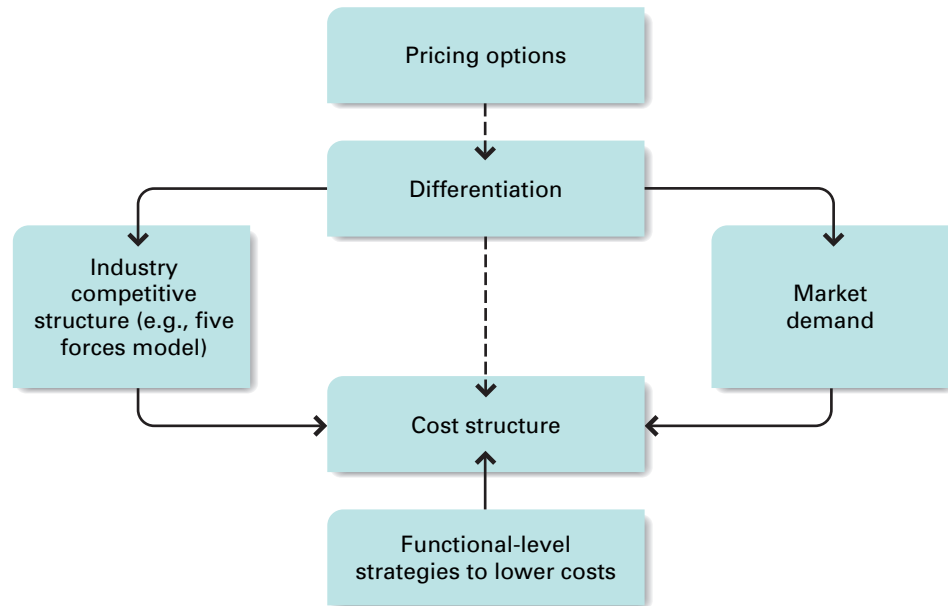 Pricing options
Differentiation
Industry
competitive
structure (e.g., five
forces model)
Market
demand
Cost structure
Functional-level
strategies to lower costs